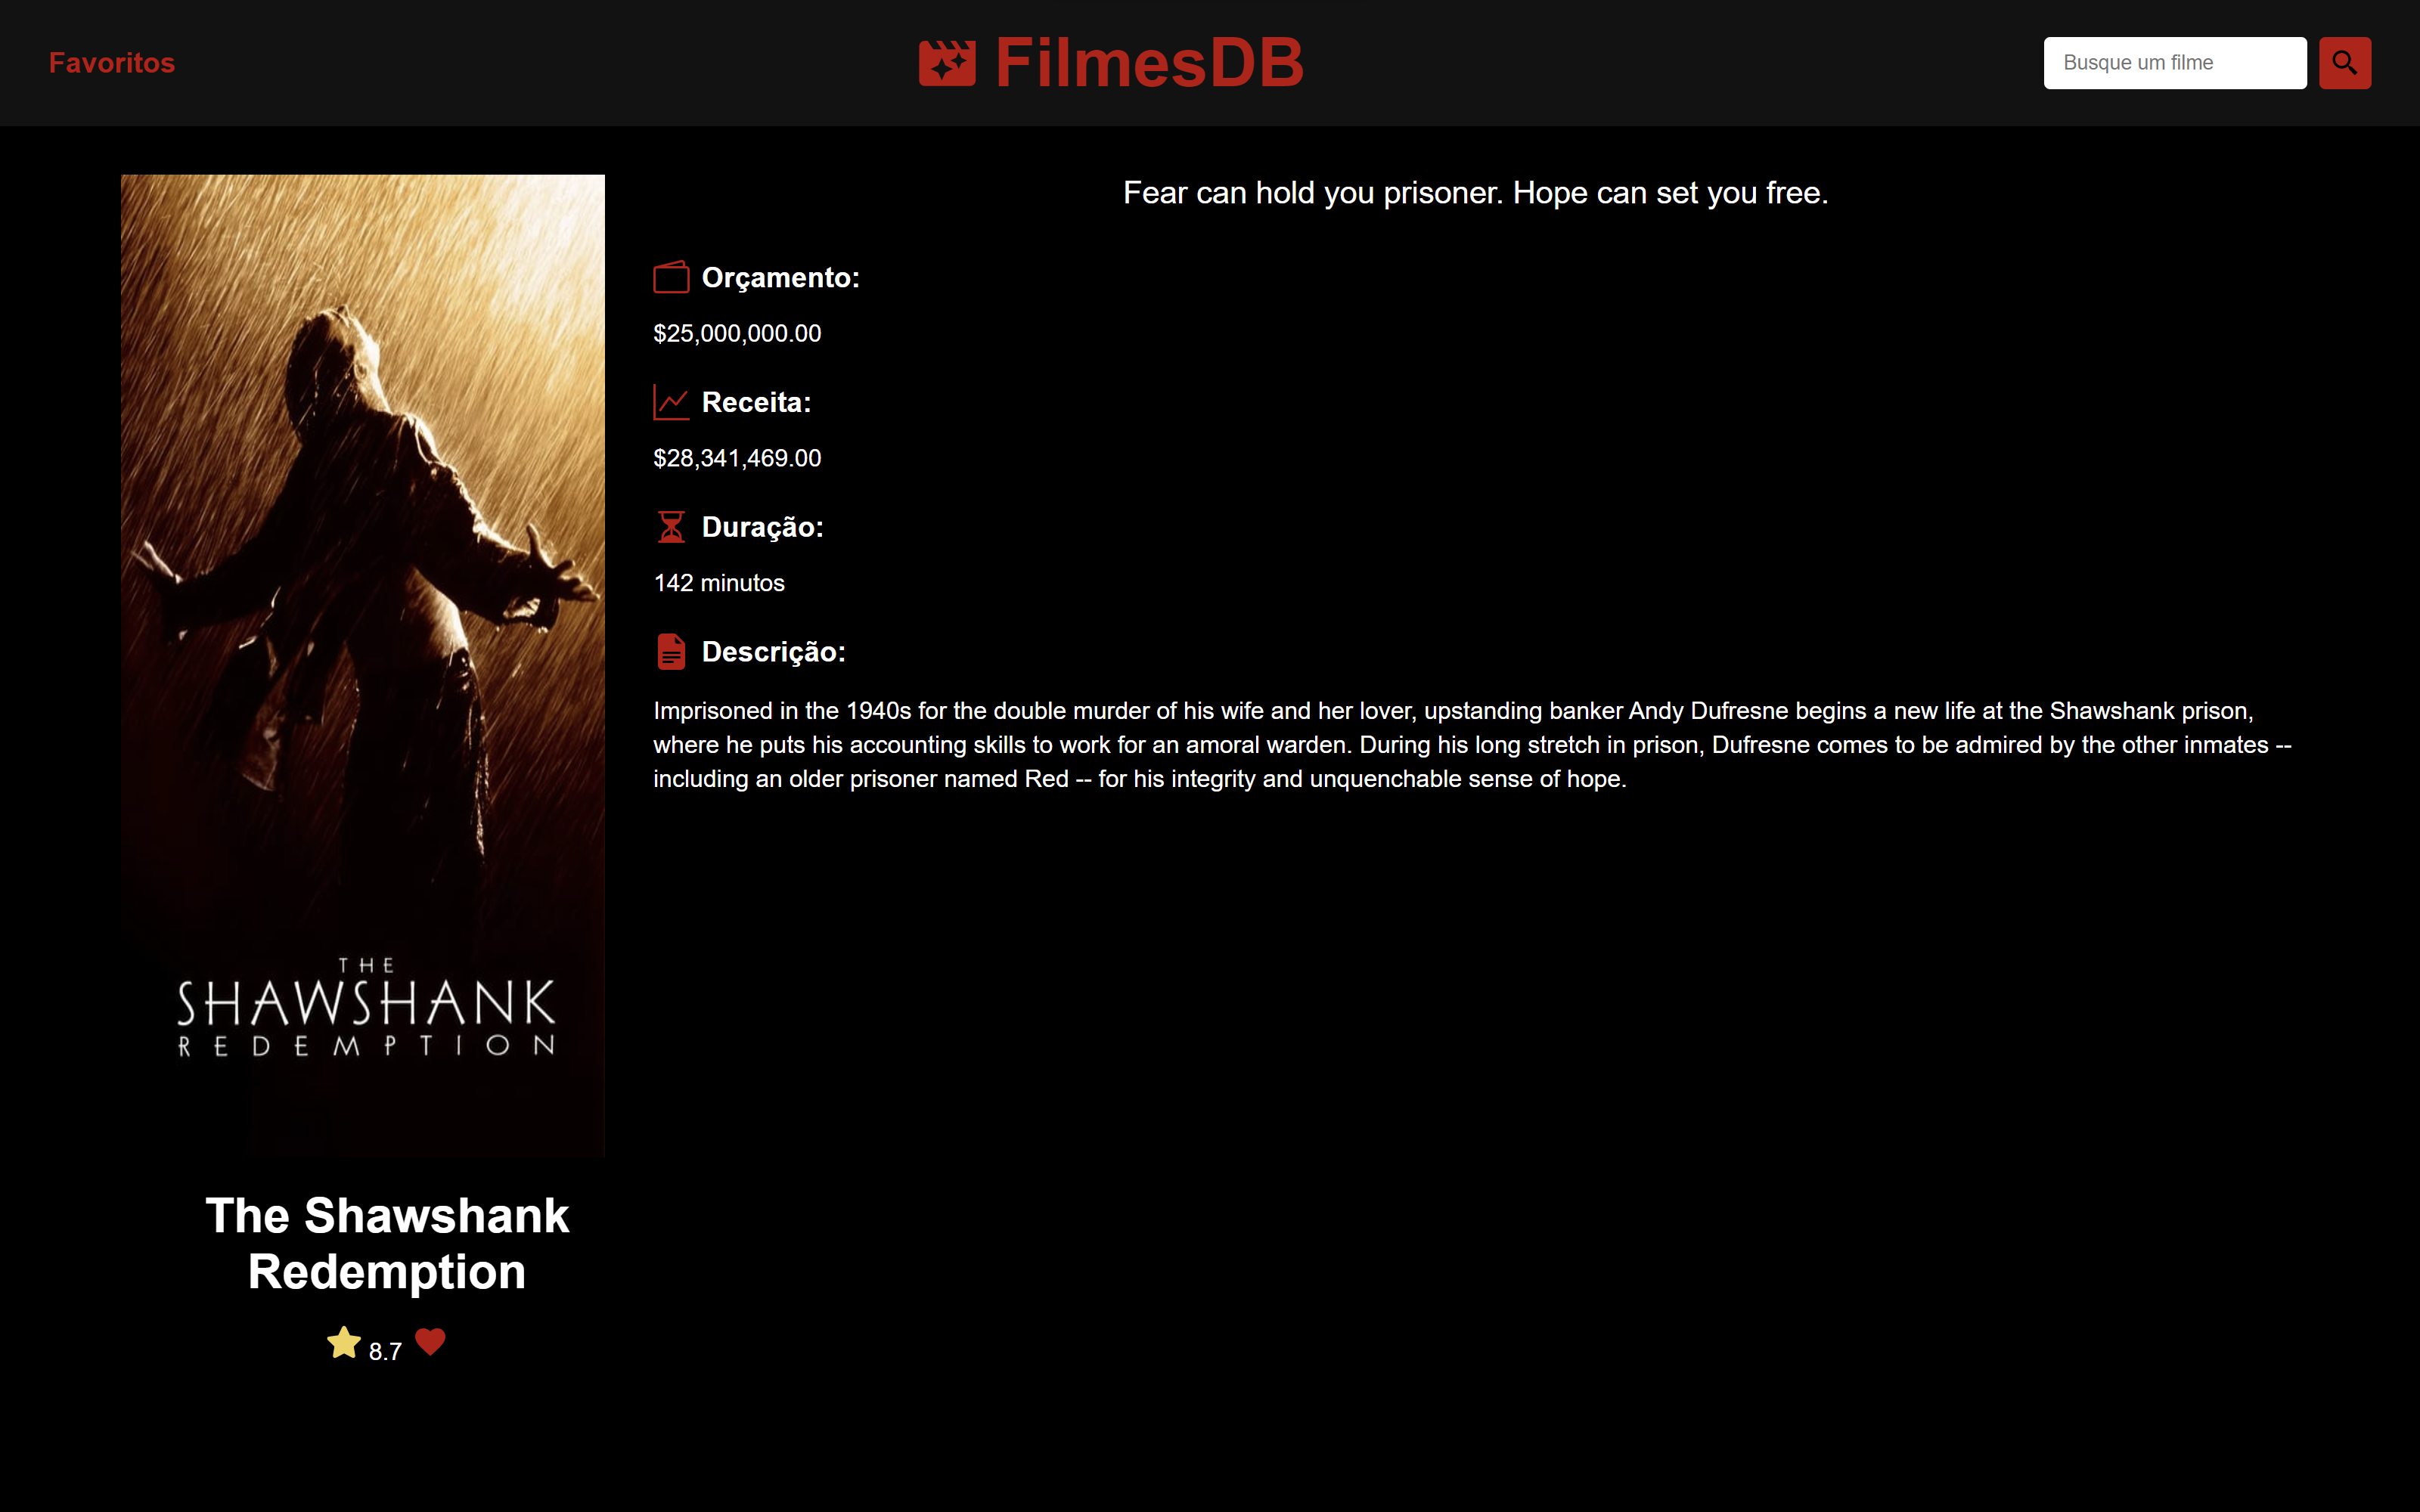 Favoritos
FilmesDB
Busque um filme
THE
SHAWSHANK
REDEMPTION
The Shawshank
Redemption
8.7
Fear can hold you prisoner. Hope can set you free.
Orçamento:
$25,000,000.00
Receita:
$28,341,469.00
Duração:
142 minutos
Descrição:
Imprisoned in the 1940s for the double murder of his wife and her lover, upstanding banker Andy Dufresne begins a new life at the Shawshank prison,
where he puts his accounting skills to work for an amoral warden. During his long stretch in prison, Dufresne comes to be admired by the other inmates --
including an older prisoner named Red -- for his integrity and unquenchable sense of hope.